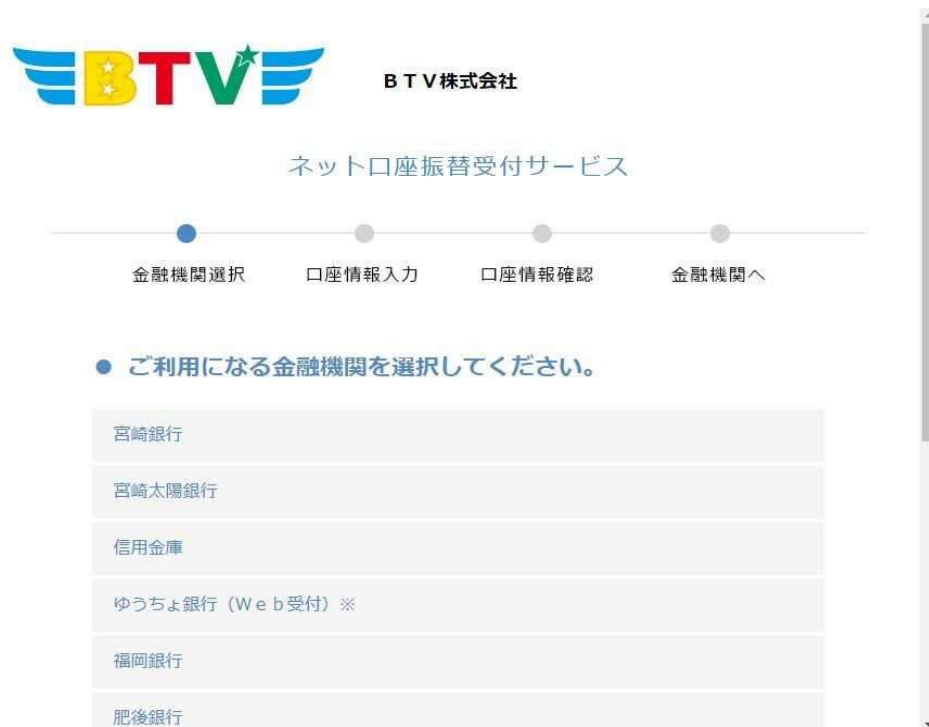 BTV
BTV株式会社
ネット口座振替受付サービス
金融機関選択 口座情報入力 口座情報確認 金融機関へ
● ご利用になる金融機関を選択してください。
宮崎銀行
宮崎太陽銀行
信用金庫
ゆうちょ銀行（Ｗｅｂ受付）※
福岡銀行
肥後銀行